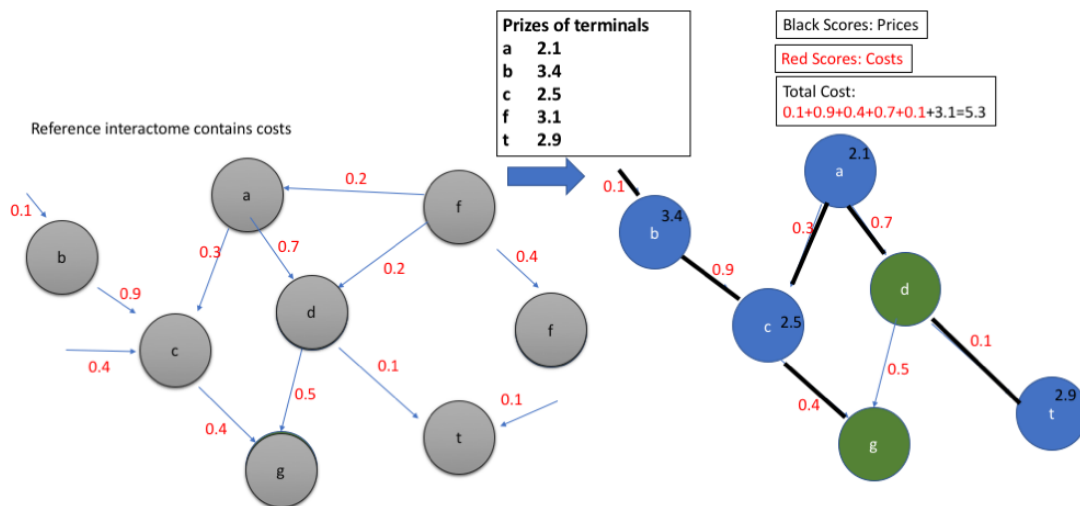 Prizes of terminals
a 2.1
b 3.4
c 2.5
f 3.1
t 2.9
Black Scores: Prices
Red Scores: Costs
Total Cost:
0.1+0.9+0.4+0.7+0.1+3.1=5.3
Reference interactome contains costs
a
f
b
d
c
f
t
g
0.1
0.2
0.3
0.7
0.2
0.4
0.9
0.4
0.5
0.1
0.1
0.4
2.1
a
0.1
3.4
b
0.3
0.7
0.9
d
c
2.5
0.1
0.5
2.9
t
0.4
g